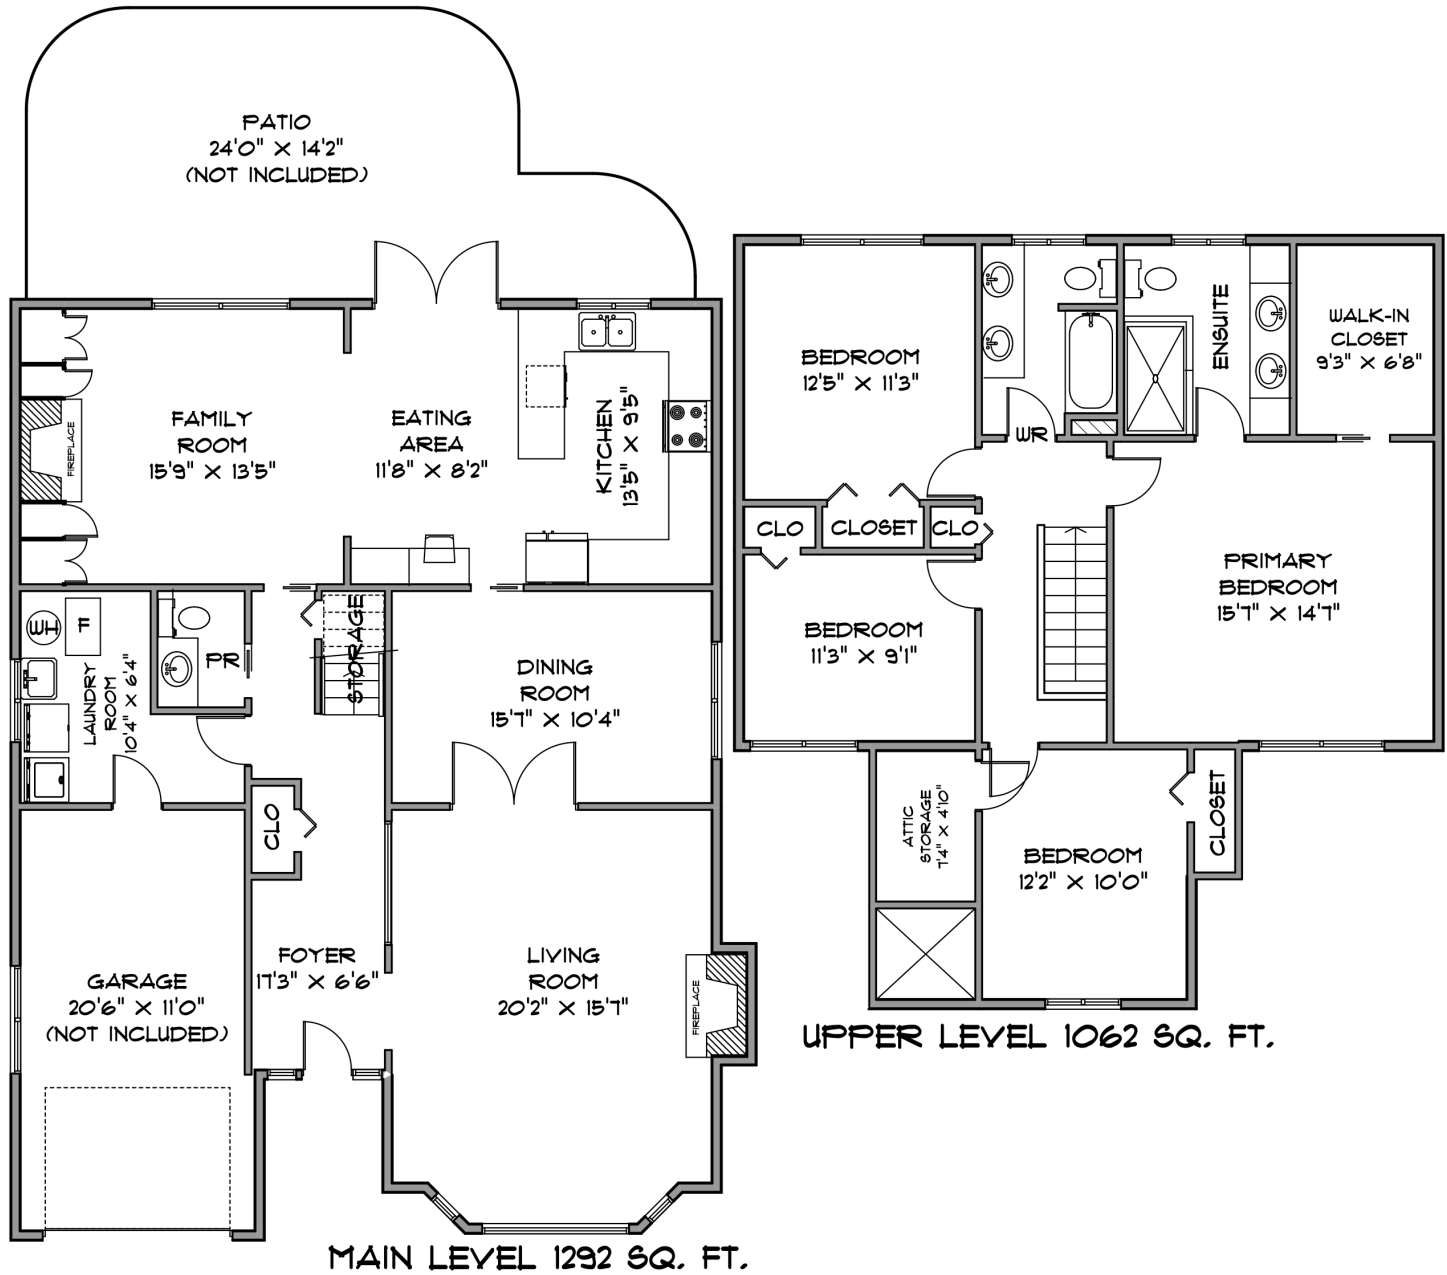 PATIO
24'0" X 14'2"
(NOT INCLUDED)
FAMILY
ROOM
15'9" X 13'5"
FIREPLACE
EATING
AREA
11'8" X 8'2"
KITCHEN
13'5" X 9'5"
WH
F
LAUNDRY
ROOM
10'4" X 6'4"
PR
STORAGE
DINING
ROOM
15'7" X 10'4"
CLO
FOYER
17'3" X 6'6"
LIVING
ROOM
20'2" X 15'7"
FIREPLACE
GARAGE
20'6" X 11'0"
(NOT INCLUDED)
MAIN LEVEL 1292 SQ. FT.
BEDROOM
12'5" X 11'3"
WR
ENSUITE
WALK-IN
CLOSET
9'3" X 6'8"
CLO
CLOSET
CLO
BEDROOM
11'3" X 9'1"
PRIMARY
BEDROOM
15'7" X 14'7"
ATTIC
STORAGE
7'4" X 4'10"
BEDROOM
12'2" X 10'0"
CLOSET
UPPER LEVEL 1062 SQ. FT.